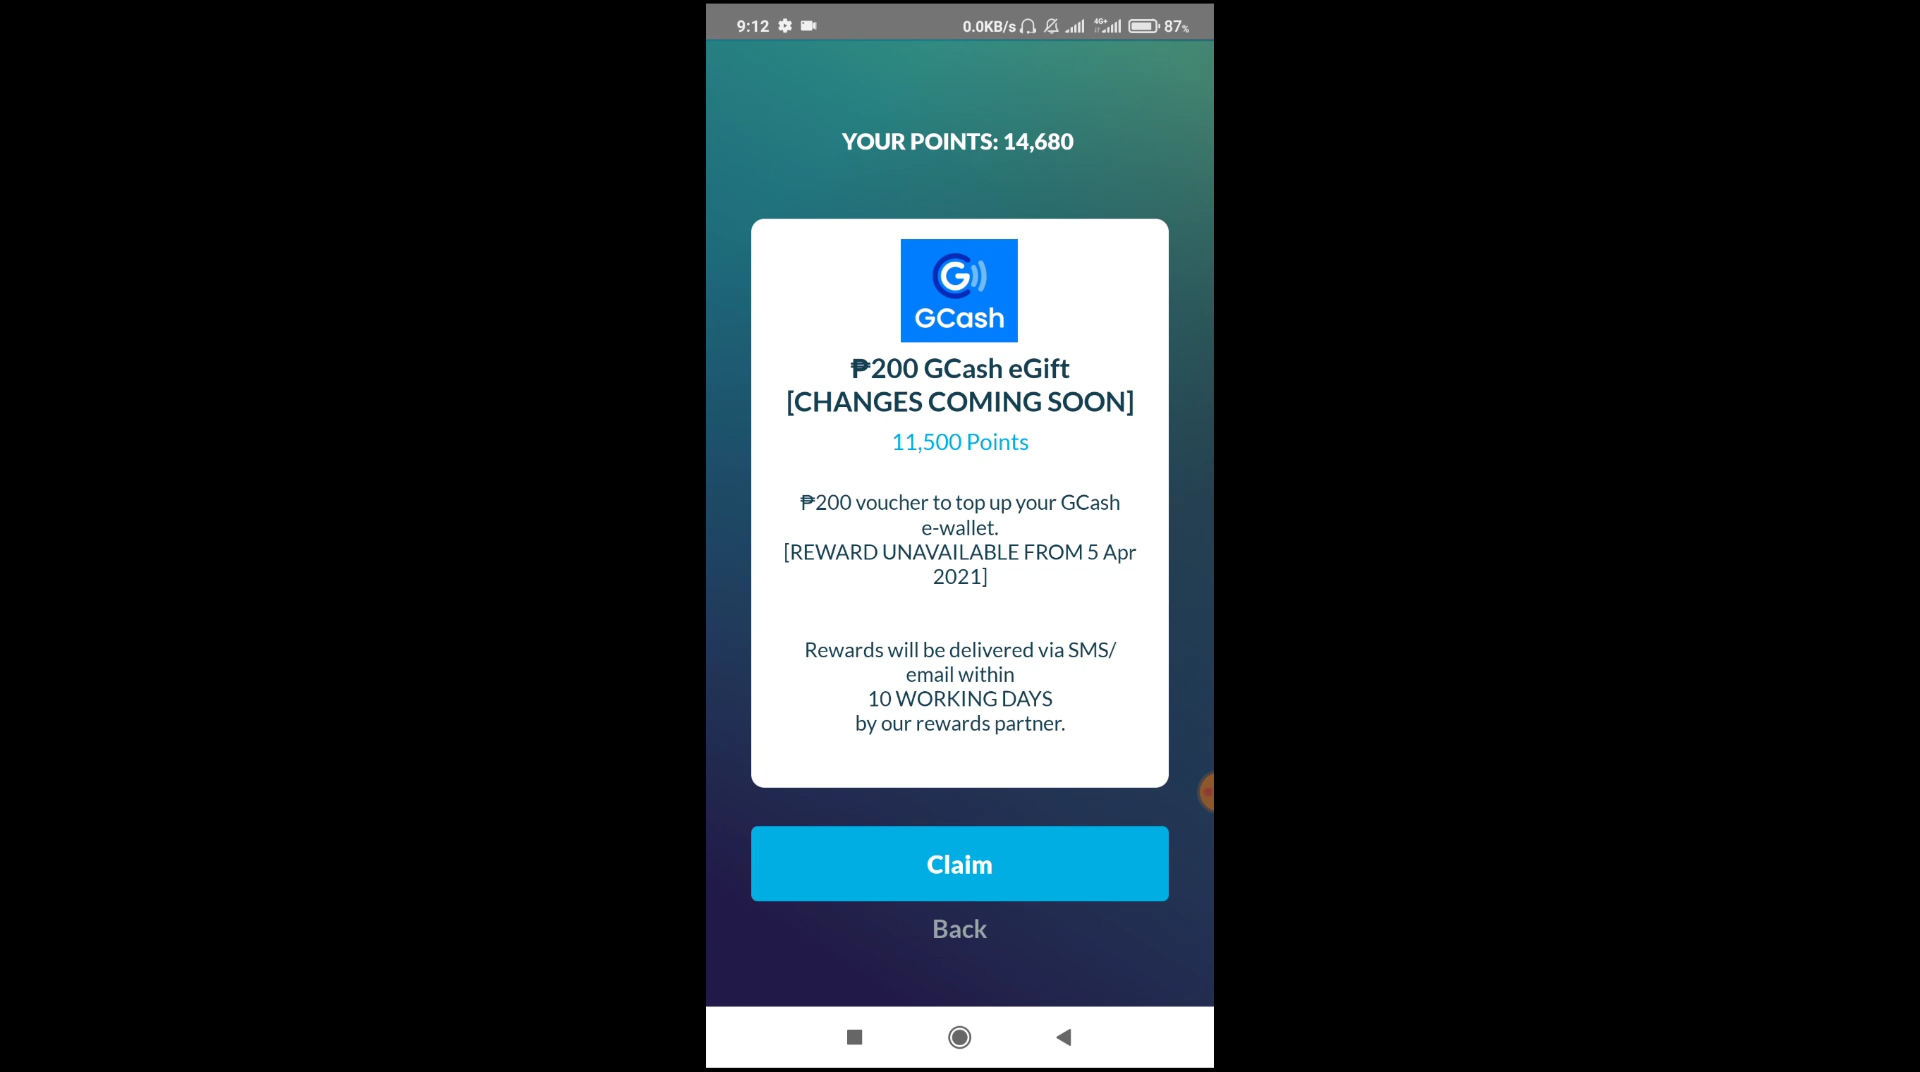 9:12 0.0KB/s 4G+ 87%
YOUR POINTS: 14,680
G
GCash
₱200 GCash eGift
[CHANGES COMING SOON]
11,500 Points
₱200 voucher to top up your GCash
e-wallet.
[REWARD UNAVAILABLE FROM 5 Apr
2021]
Rewards will be delivered via SMS/
email within
10 WORKING DAYS
by our rewards partner.
Claim
Back